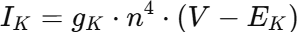 I_K = g_K · n^4 · (V − E_K)